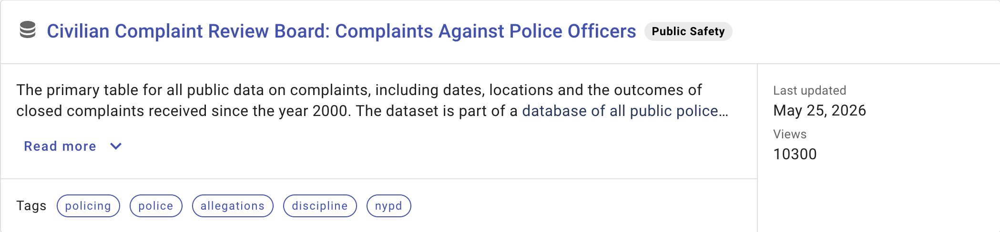 Civilian Complaint Review Board: Complaints Against Police Officers Public Safety
The primary table for all public data on complaints, including dates, locations and the outcomes of
closed complaints received since the year 2000. The dataset is part of a database of all public police...
Read more
Last updated
May 25, 2026
Views
10300
Tags policing police allegations discipline nypd